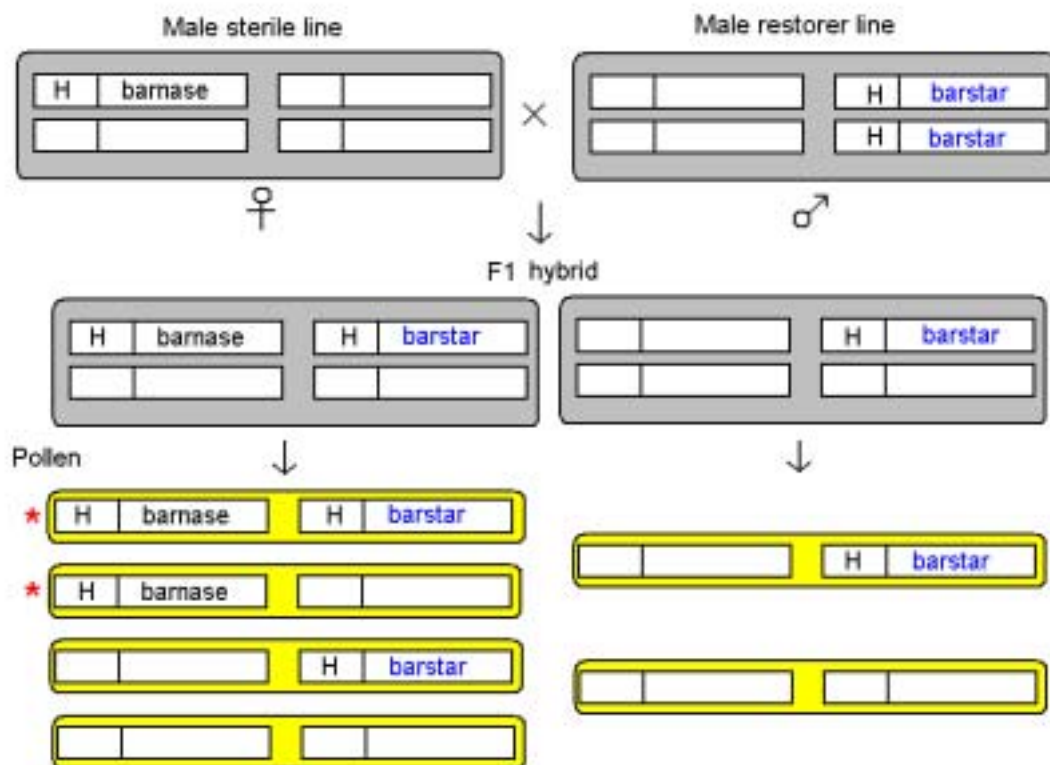 Male sterile line
Male restorer line
H barnase
H barstar
H barstar
×
♀
♂
F1 hybrid
H barnase H barstar
H barstar
Pollen
* H barnase H barstar
* H barnase
H barstar
H barstar